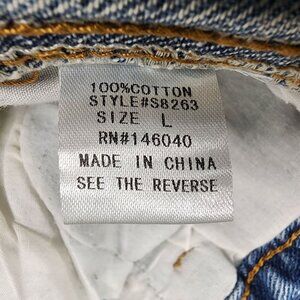 100%COTTON
STYLE#S8263
SIZE L
RN#146040
MADE IN CHINA
SEE THE REVERSE